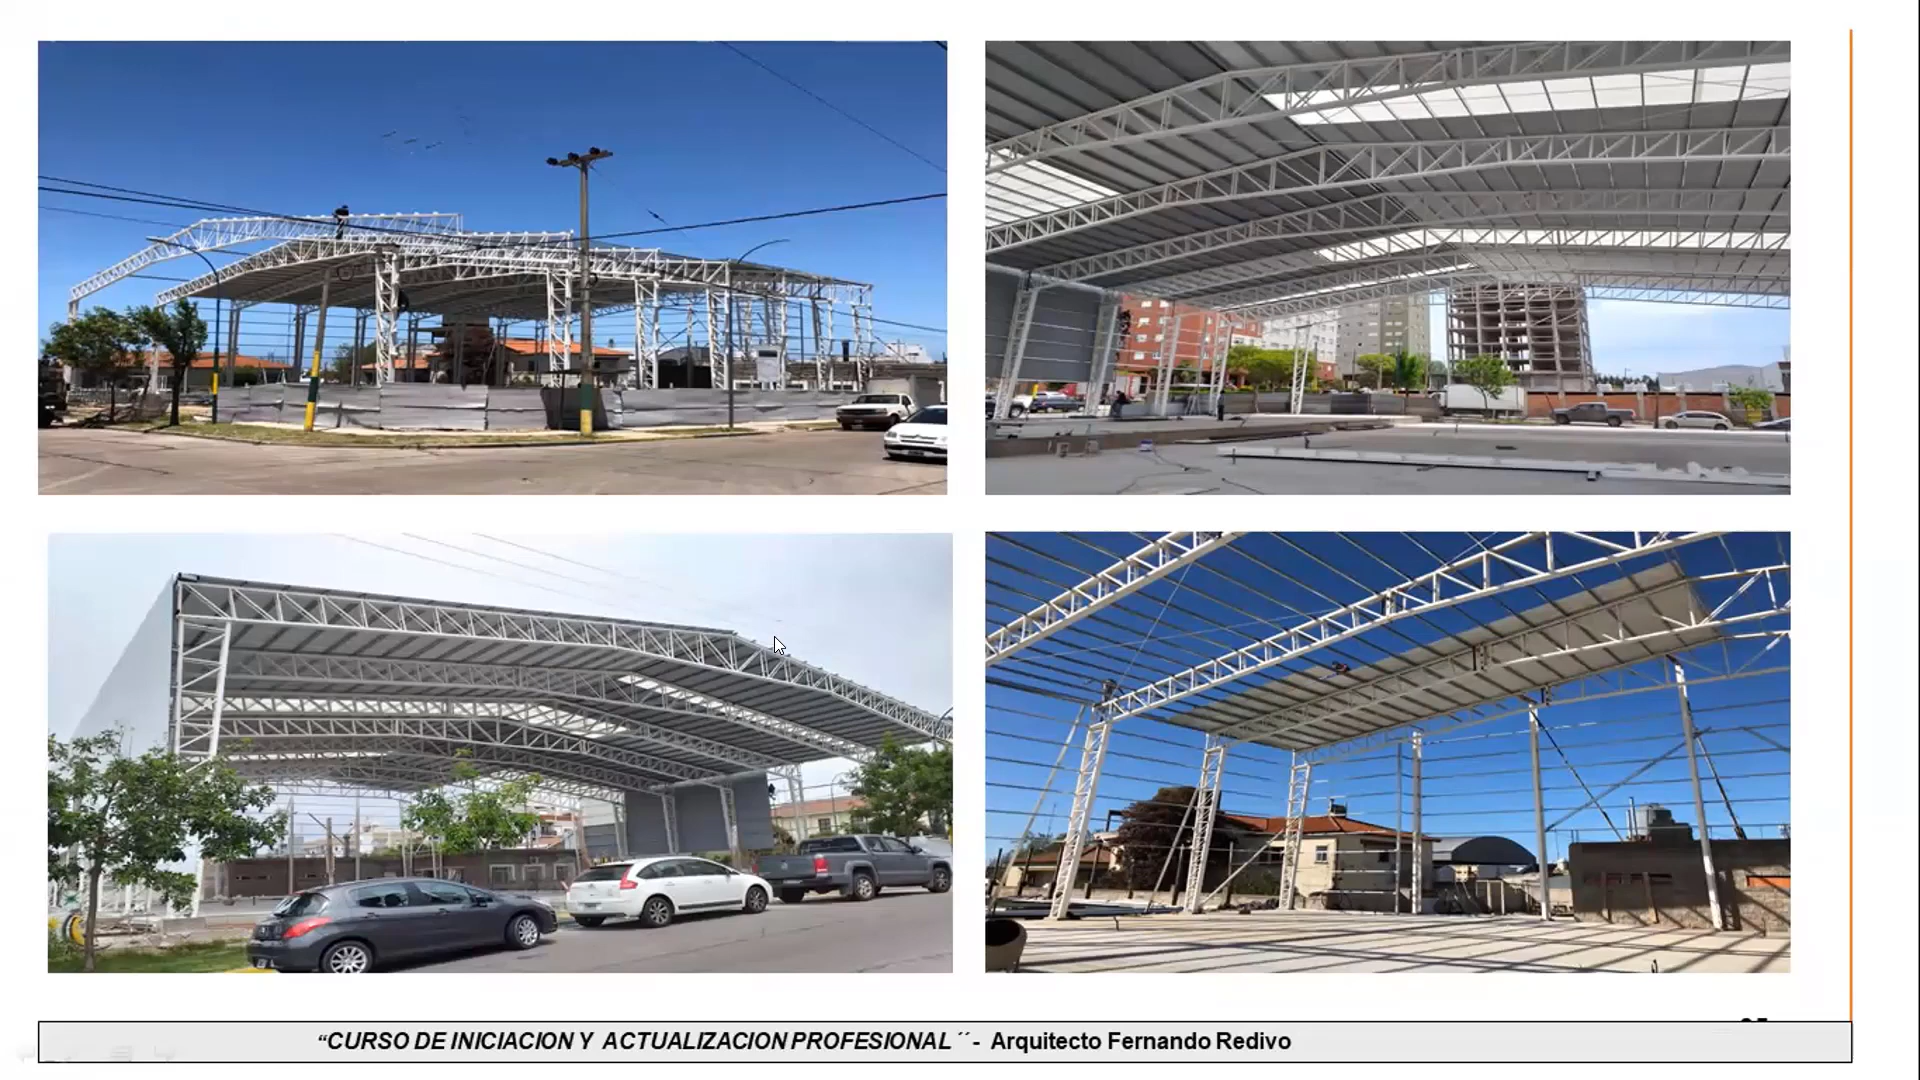 “CURSO DE INICIACION Y ACTUALIZACION PROFESIONAL ´´- Arquitecto Fernando Redivo